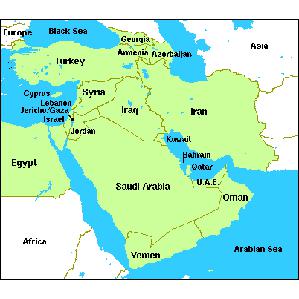 Europe
Black Sea
Georgia
Asia
Armenia
Azerbaijan
Turkey
Cyprus
Syria
Lebanon
Jericho/Gaza
Israel
Iraq
Iran
Jordan
Kuwait
Bahrain
Qatar
Egypt
Saudi Arabia
U.A.E.
Oman
Africa
Yemen
Arabian Sea